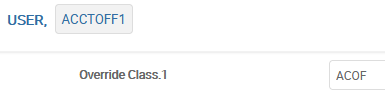 USER, ACCTOFF1
Override Class.1 ACOF